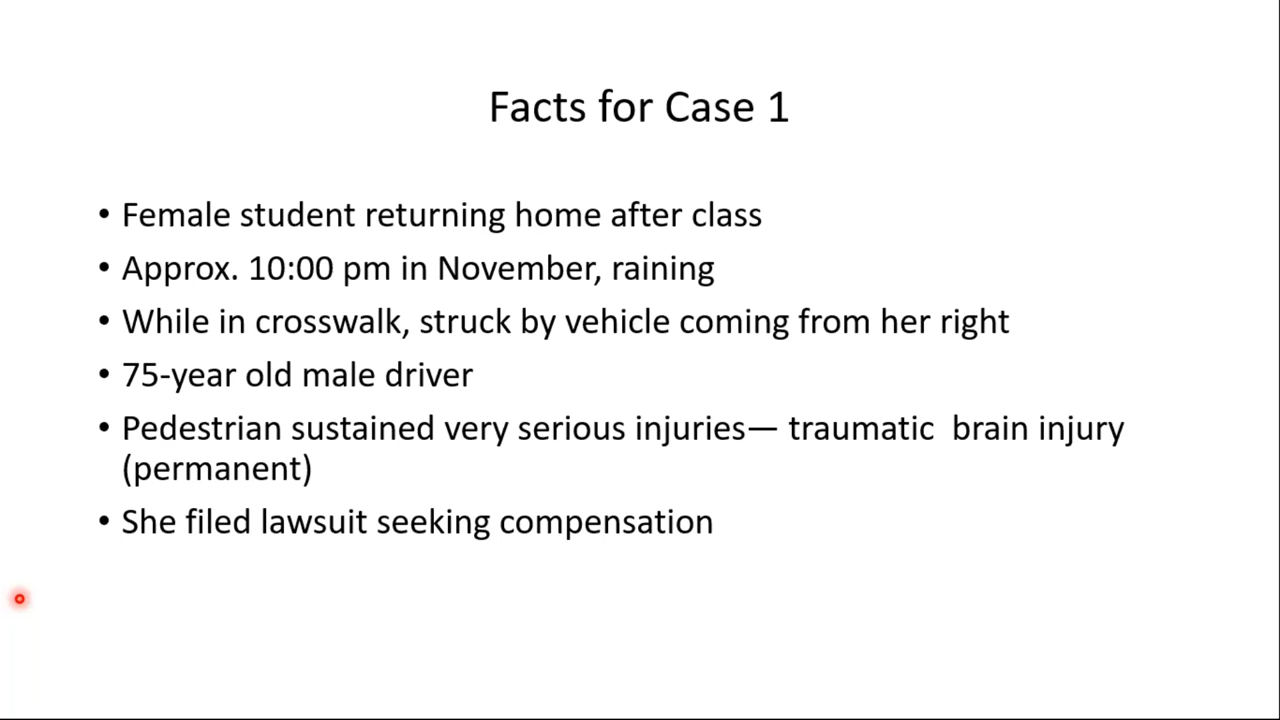 Facts for Case 1
• Female student returning home after class
• Approx. 10:00 pm in November, raining
• While in crosswalk, struck by vehicle coming from her right
• 75-year old male driver
• Pedestrian sustained very serious injuries— traumatic  brain injury
(permanent)
• She filed lawsuit seeking compensation